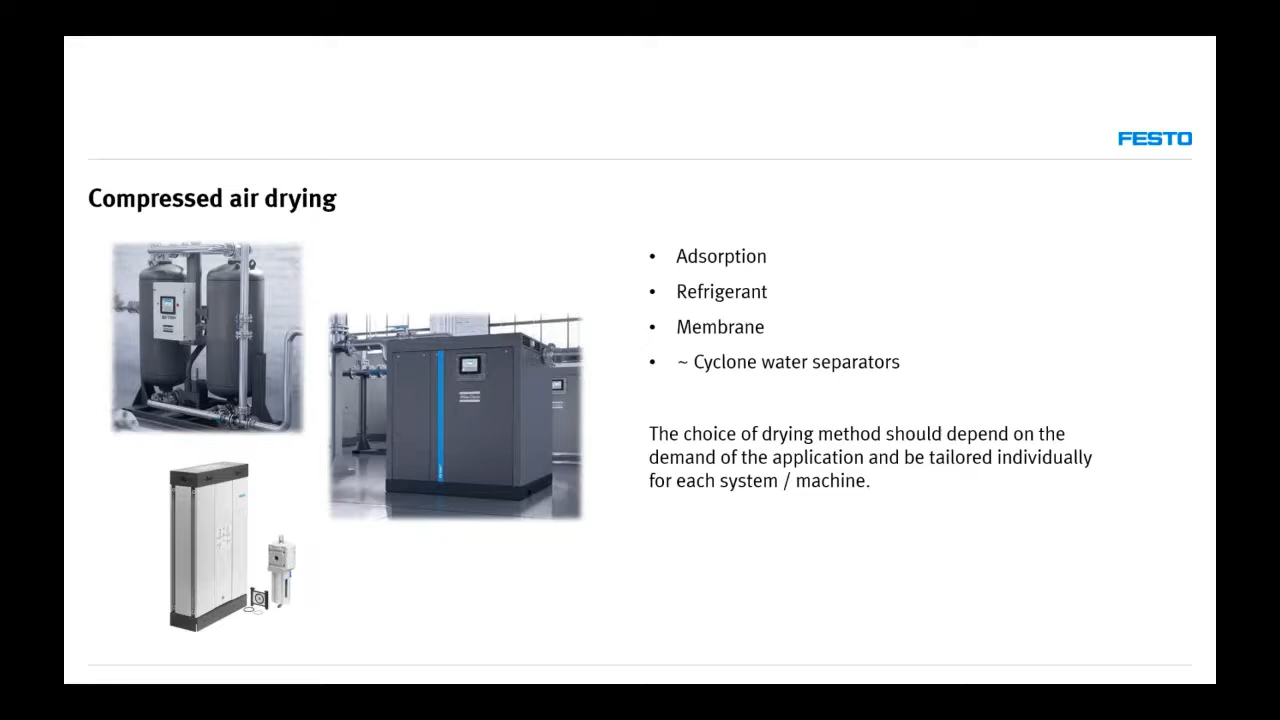 FESTO
Compressed air drying
• Adsorption
• Refrigerant
• Membrane
• ~ Cyclone water separators
The choice of drying method should depend on the
demand of the application and be tailored individually
for each system / machine.